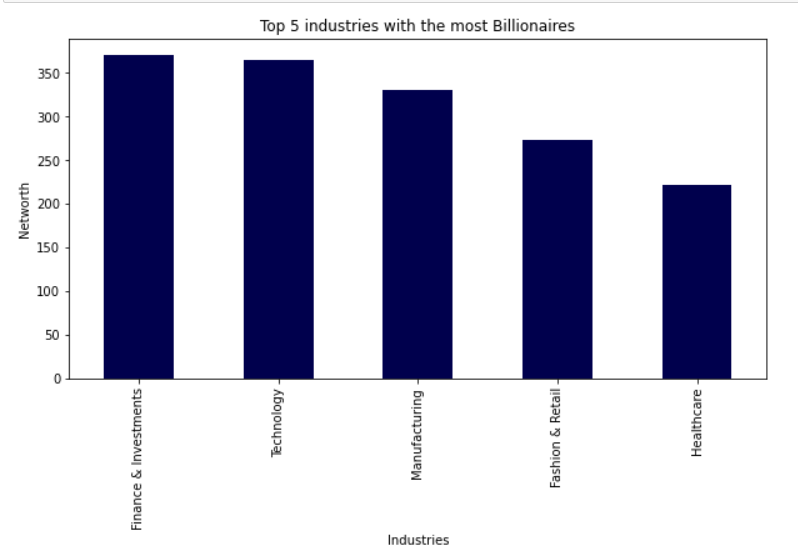 Top 5 industries with the most Billionaires
Networth
350
300
250
200
150
100
50
0
Finance & Investments
Technology
Manufacturing
Fashion & Retail
Healthcare
Industries